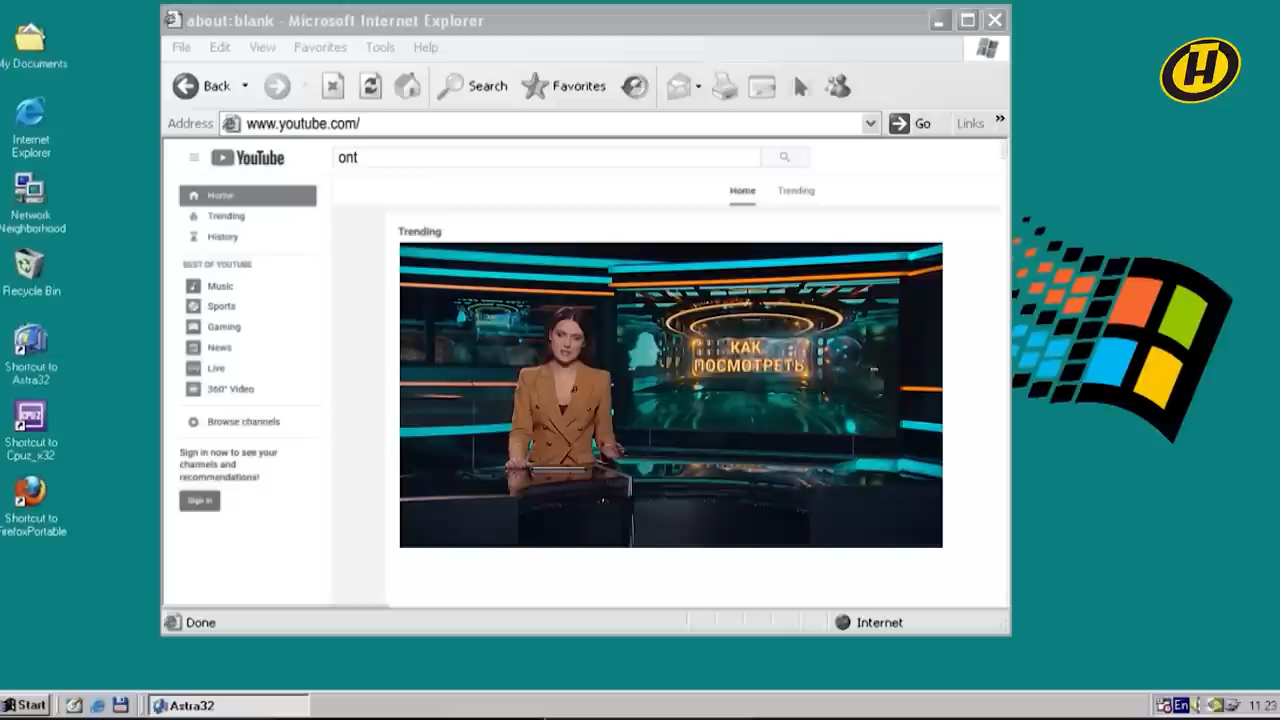 My Documents
Internet
Explorer
Network
Neighborhood
Recycle Bin
Shortcut to
Astra32
Shortcut to
Cpuz_x32
Shortcut to
FirefoxPortable
about:blank - Microsoft Internet Explorer
File Edit View Favorites Tools Help
Back Search Favorites
Address www.youtube.com/ Go Links »
YouTube ont
Home Trending
Home
Trending
History
BEST OF YOUTUBE
Music
Sports
Gaming
News
Live
360° Video
Browse channels
Sign in now to see your
channels and
recommendations!
Sign in
Trending
КАК
ПОСМОТРЕТЬ
Done Internet
Н
Start Astra32 En 11:23